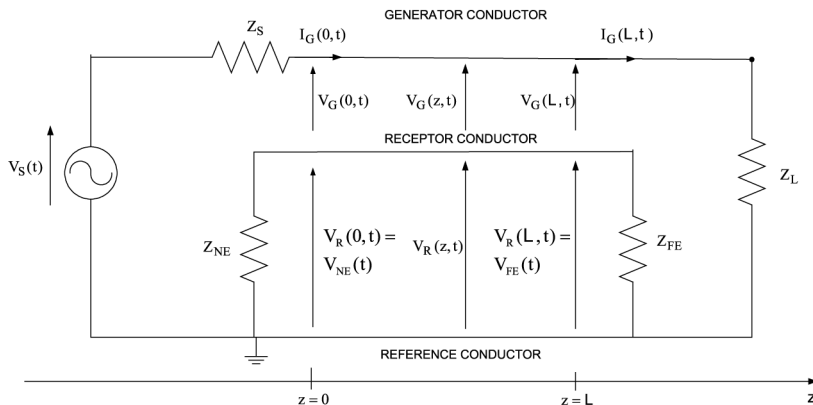 GENERATOR CONDUCTOR
Z_S
I_G(0,t)
I_G(L,t)
V_G(0,t)
V_G(z,t)
V_G(L,t)
RECEPTOR CONDUCTOR
V_S(t)
Z_L
Z_NE
V_R(0,t) =
V_NE(t)
V_R(z,t)
V_R(L,t) =
V_FE(t)
Z_FE
REFERENCE CONDUCTOR
z = 0
z = L
z